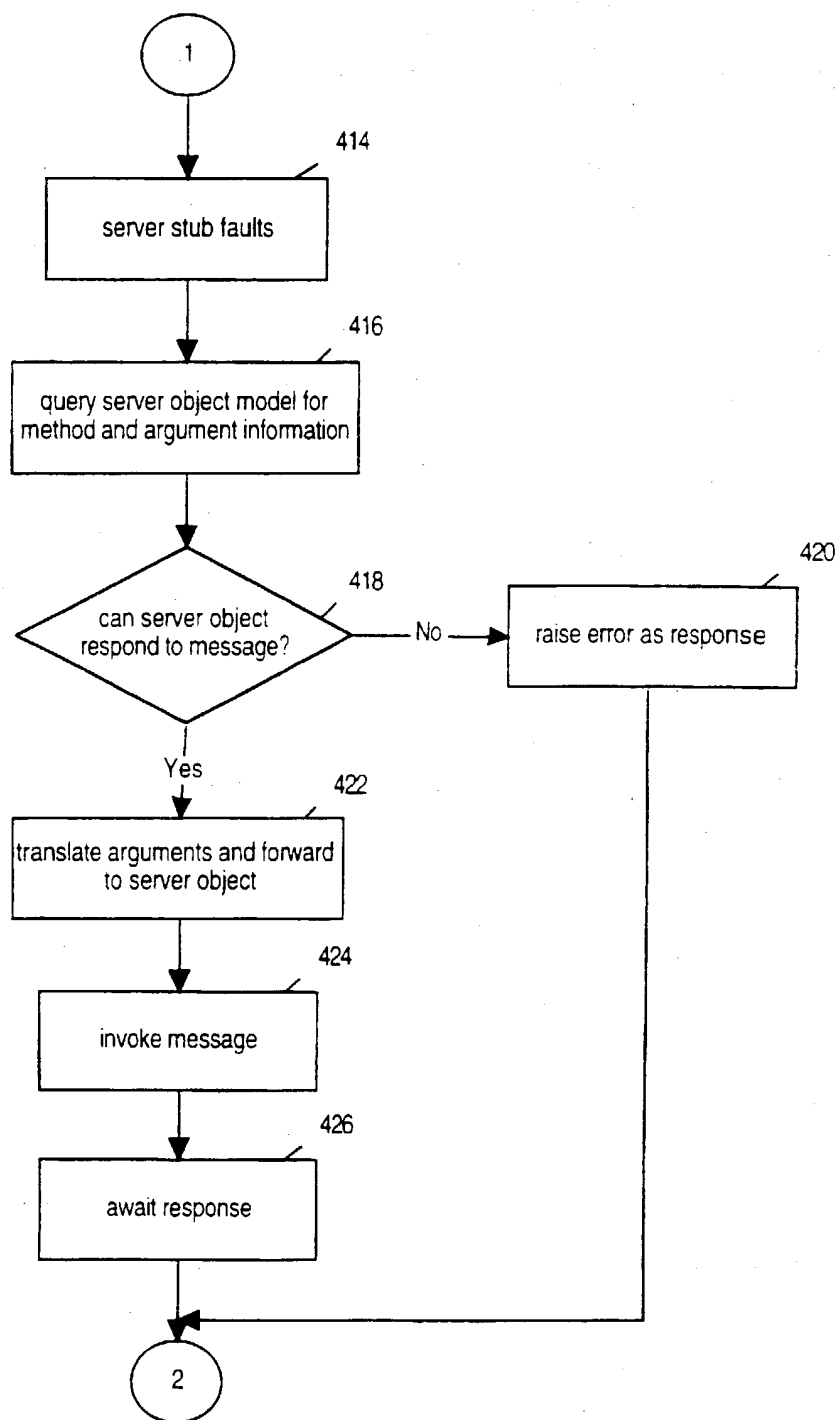 1
414
server stub faults
416
query server object model for
method and argument information
418
can server object
respond to message?
No
420
raise error as response
Yes
422
translate arguments and forward
to server object
424
invoke message
426
await response
2